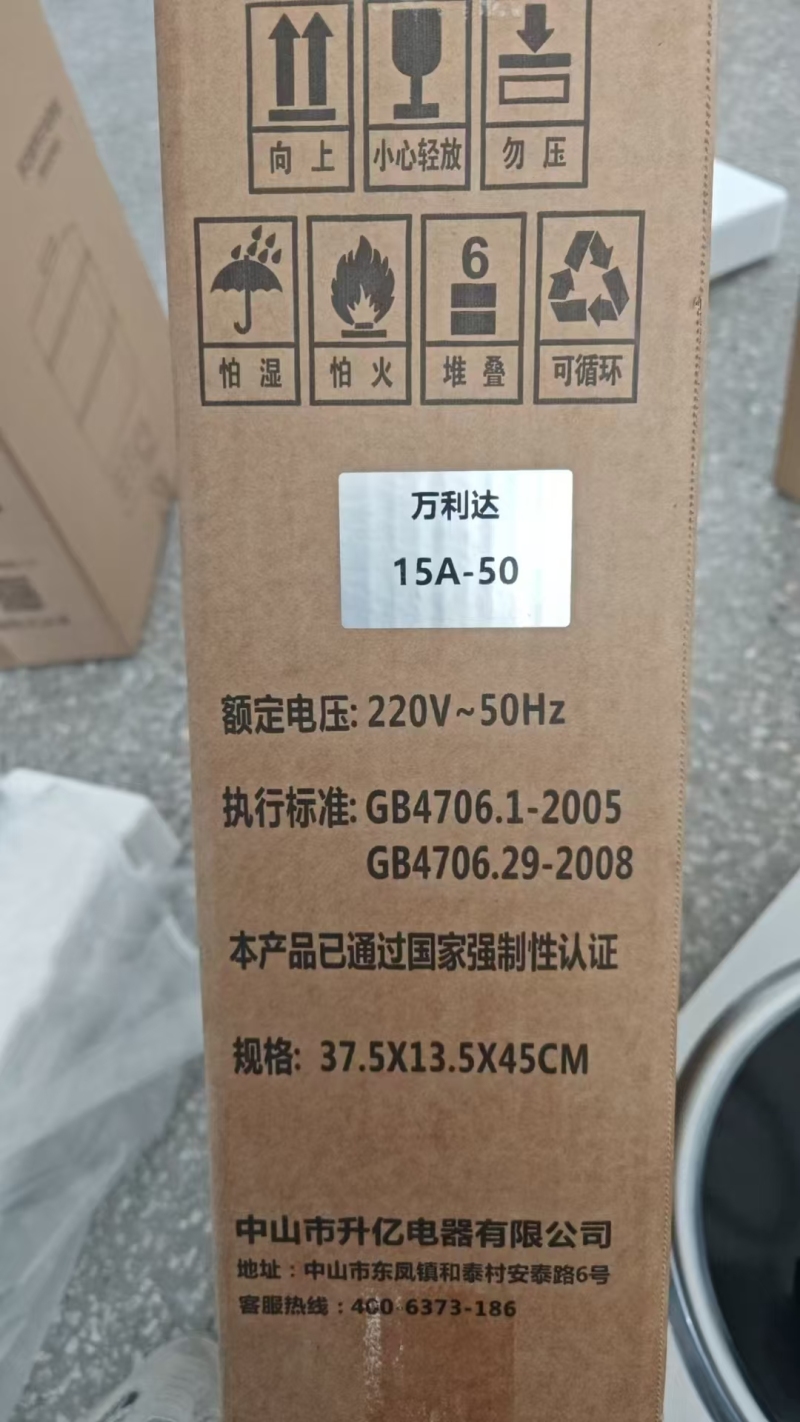 向上 小心轻放 勿压
6
怕湿 怕火 堆叠 可循环
万利达
15A-50
额定电压: 220V~50Hz
执行标准: GB4706.1-2005
GB4706.29-2008
本产品已通过国家强制性认证
规格: 37.5X13.5X45CM
中山市升亿电器有限公司
地址：中山市东凤镇和泰村安泰路6号
客服热线：400-6373-186